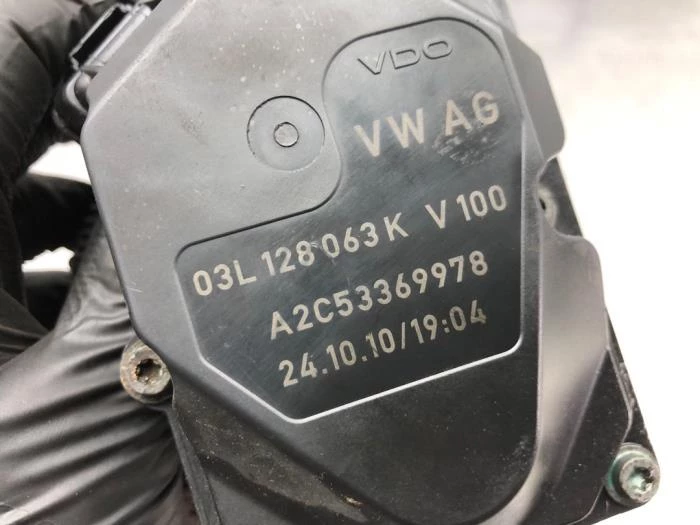 VDO
VW AG
03L 128 063 K V 100
A2C53369978
24.10.10/19:04